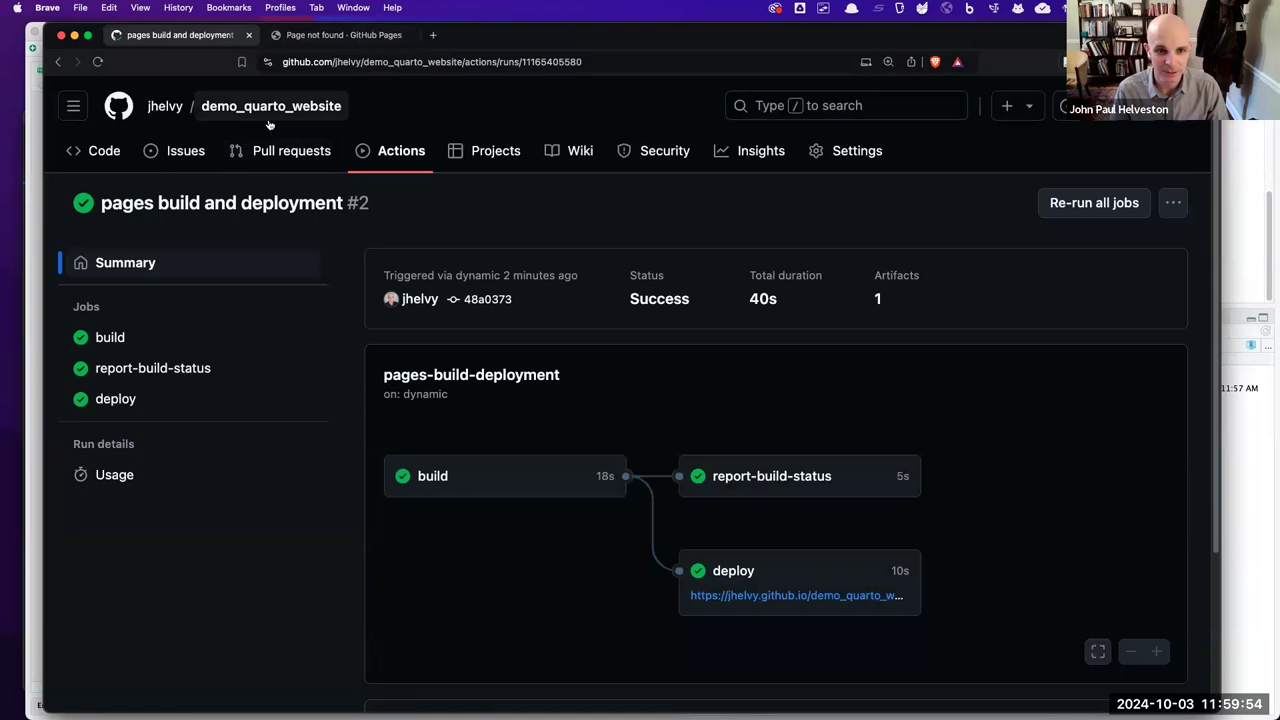 Brave File Edit View History Bookmarks Profiles Tab Window Help
pages build and deployment
Page not found · GitHub Pages
github.com/jhelvy/demo_quarto_website/actions/runs/11165405580
John Paul Helveston
jhelvy / demo_quarto_website
Type / to search
Code Issues Pull requests Actions Projects Wiki Security Insights Settings
pages build and deployment #2
Re-run all jobs
Summary
Jobs
build
report-build-status
deploy
Run details
Usage
Triggered via dynamic 2 minutes ago
jhelvy 48a0373
Status
Success
Total duration
40s
Artifacts
1
pages-build-deployment
on: dynamic
build 18s
report-build-status 5s
deploy 10s
https://jhelvy.github.io/demo_quarto_w...
11:57 AM
2024-10-03 11:59:54